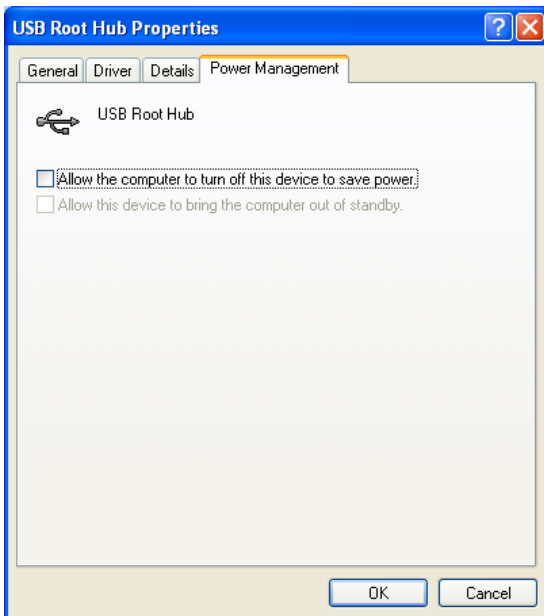 USB Root Hub Properties
General Driver Details Power Management
USB Root Hub
Allow the computer to turn off this device to save power.
Allow this device to bring the computer out of standby.
OK Cancel